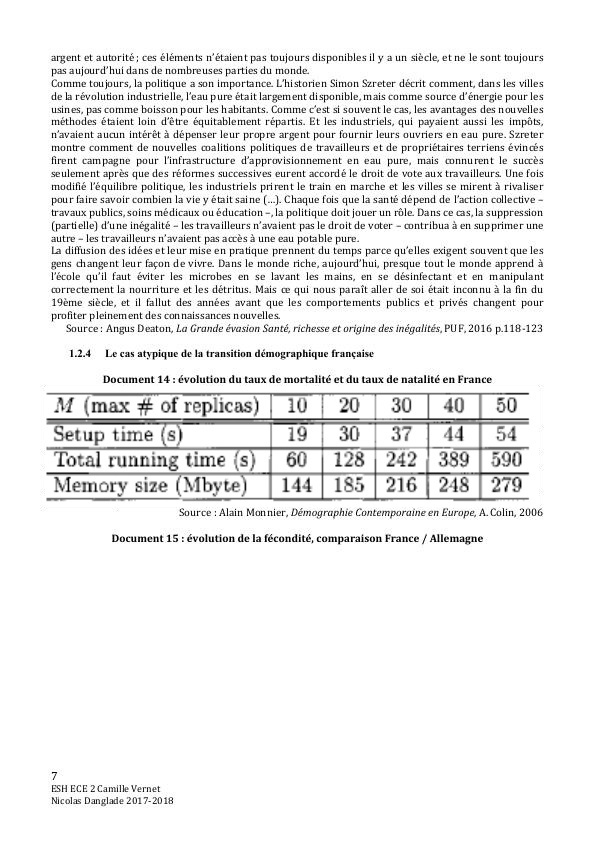 argent et autorité ; ces éléments n'étaient pas toujours disponibles il y a un siècle, et ne le sont toujours
pas aujourd'hui dans de nombreuses parties du monde.
Comme toujours, la politique a son importance. L'historien Simon Szreter décrit comment, dans les villes
de la révolution industrielle, l'eau pure était largement disponible, mais comme source d'énergie pour les
usines, pas comme boisson pour les habitants. Comme c'est si souvent le cas, les avantages des nouvelles
méthodes étaient loin d'être équitablement répartis. Et les industriels, qui payaient aussi les impôts,
n'avaient aucun intérêt à dépenser leur propre argent pour fournir leurs ouvriers en eau pure. Szreter
montre comment de nouvelles coalitions politiques de travailleurs et de propriétaires terriens évincés
firent campagne pour l'infrastructure d'approvisionnement en eau pure, mais connurent le succès
seulement après que des réformes successives eurent accordé le droit de vote aux travailleurs. Une fois
modifié l'équilibre politique, les industriels prirent le train en marche et les villes se mirent à rivaliser
pour faire savoir combien la vie y était saine (…). Chaque fois que la santé dépend de l'action collective –
travaux publics, soins médicaux ou éducation –, la politique doit jouer un rôle. Dans ce cas, la suppression
(partielle) d'une inégalité – les travailleurs n'avaient pas le droit de voter – contribua à en supprimer une
autre – les travailleurs n'avaient pas accès à une eau potable pure.
La diffusion des idées et leur mise en pratique prennent du temps parce qu'elles exigent souvent que les
gens changent leur façon de vivre. Dans le monde riche, aujourd'hui, presque tout le monde apprend à
l'école qu'il faut éviter les microbes en se lavant les mains, en se désinfectant et en manipulant
correctement la nourriture et les détritus. Mais ce qui nous paraît aller de soi était inconnu à la fin du
19ème siècle, et il fallut des années avant que les comportements publics et privés changent pour
profiter pleinement des connaissances nouvelles.
Source : Angus Deaton, La Grande évasion Santé, richesse et origine des inégalités, PUF, 2016 p.118-123
1.2.4 Le cas atypique de la transition démographique française
Document 14 : évolution du taux de mortalité et du taux de natalité en France
M (max # of replicas) 10 20 30 40 50
Setup time (s) 19 30 37 44 54
Total running time (s) 60 128 242 389 590
Memory size (Mbyte) 144 185 216 248 279
Source : Alain Monnier, Démographie Contemporaine en Europe, A. Colin, 2006
Document 15 : évolution de la fécondité, comparaison France / Allemagne
7
ESH ECE 2 Camille Vernet
Nicolas Danglade 2017-2018